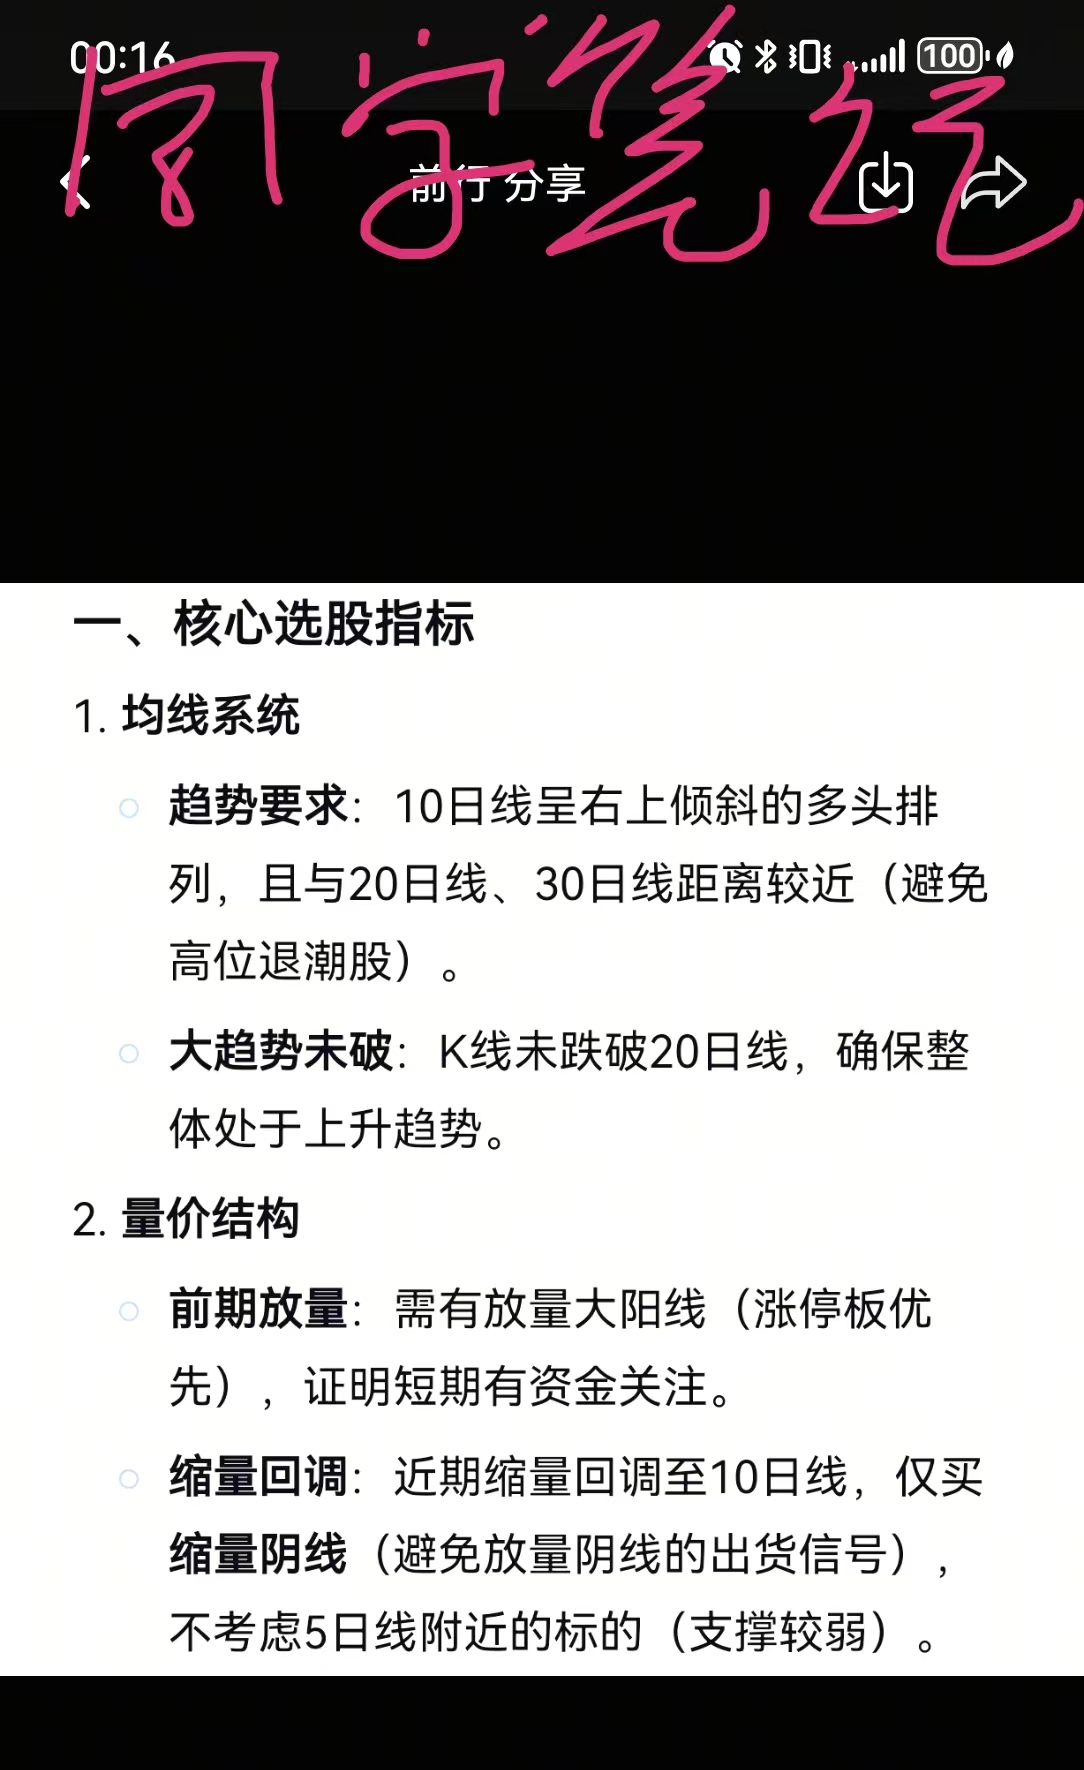 00:16 100
同学笔记
前行 分享
一、核心选股指标
1. 均线系统
趋势要求：10日线呈右上倾斜的多头排
列，且与20日线、30日线距离较近（避免
高位退潮股）。
大趋势未破：K线未跌破20日线，确保整
体处于上升趋势。
2. 量价结构
前期放量：需有放量大阳线（涨停板优
先），证明短期有资金关注。
缩量回调：近期缩量回调至10日线，仅买
缩量阴线（避免放量阴线的出货信号），
不考虑5日线附近的标的（支撑较弱）。